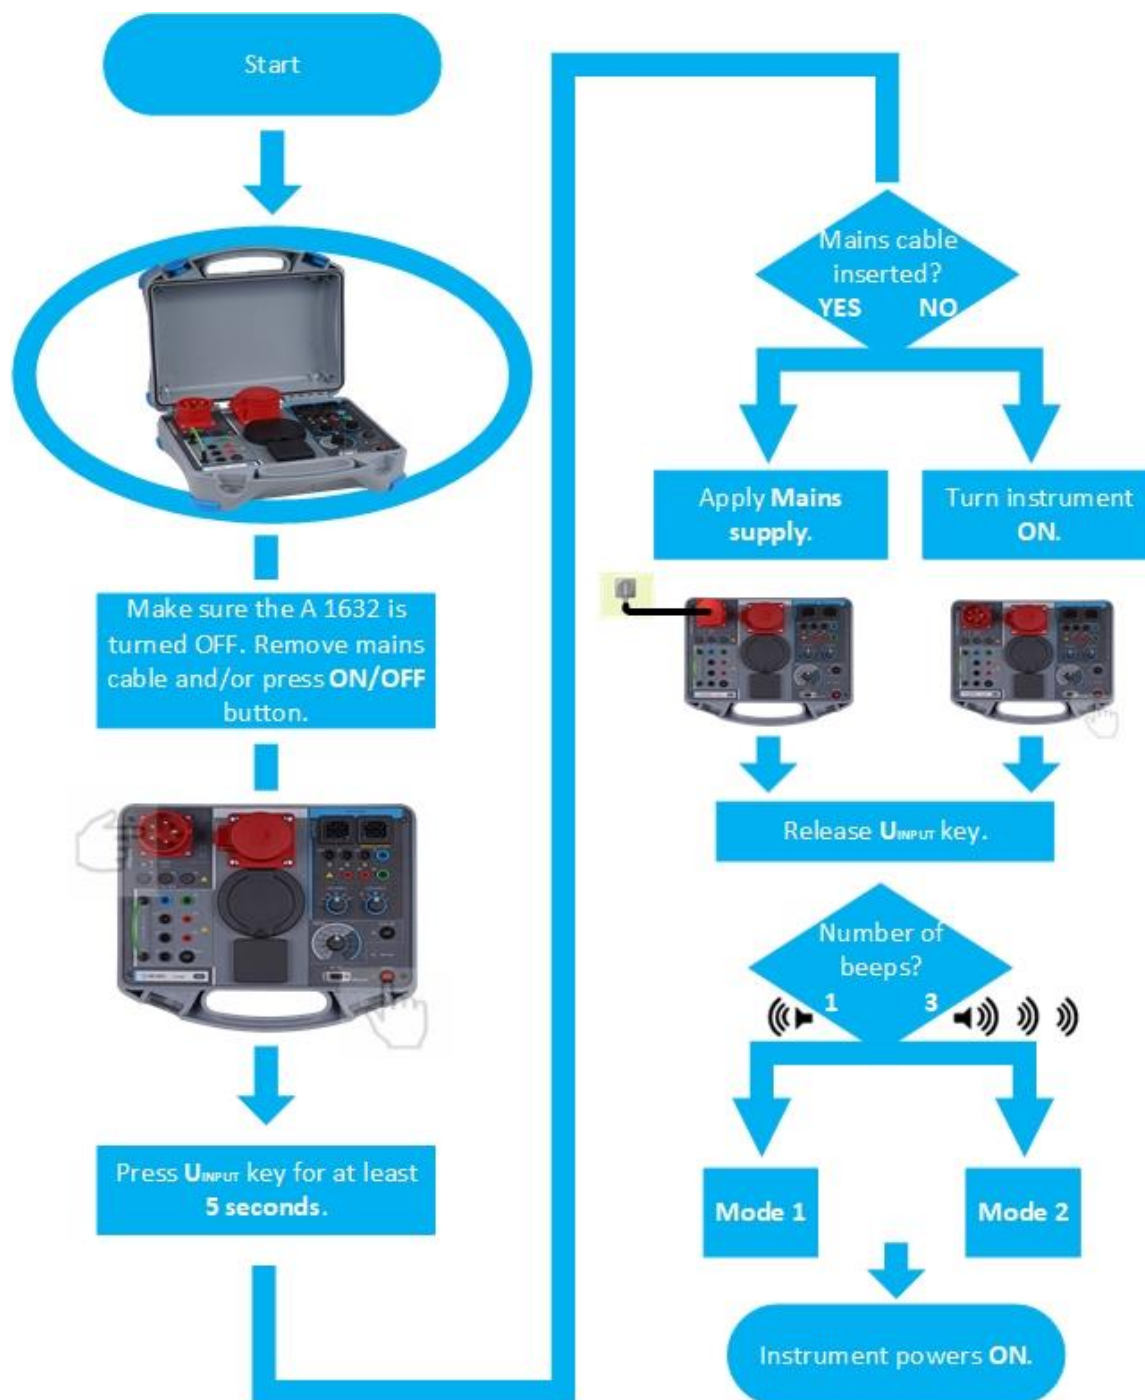 Start
Make sure the A 1632 is
turned OFF. Remove mains
cable and/or press ON/OFF
button.
Press UINPUT key for at least
5 seconds.
Mains cable
inserted?
YES NO
Apply Mains
supply.
Turn instrument
ON.
Release UINPUT key.
Number of
beeps?
1 3
Mode 1
Mode 2
Instrument powers ON.